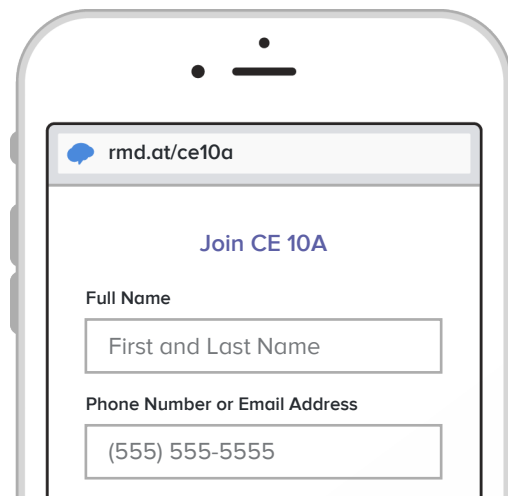 rmd.at/ce10a
Join CE 10A
Full Name
First and Last Name
Phone Number or Email Address
(555) 555-5555